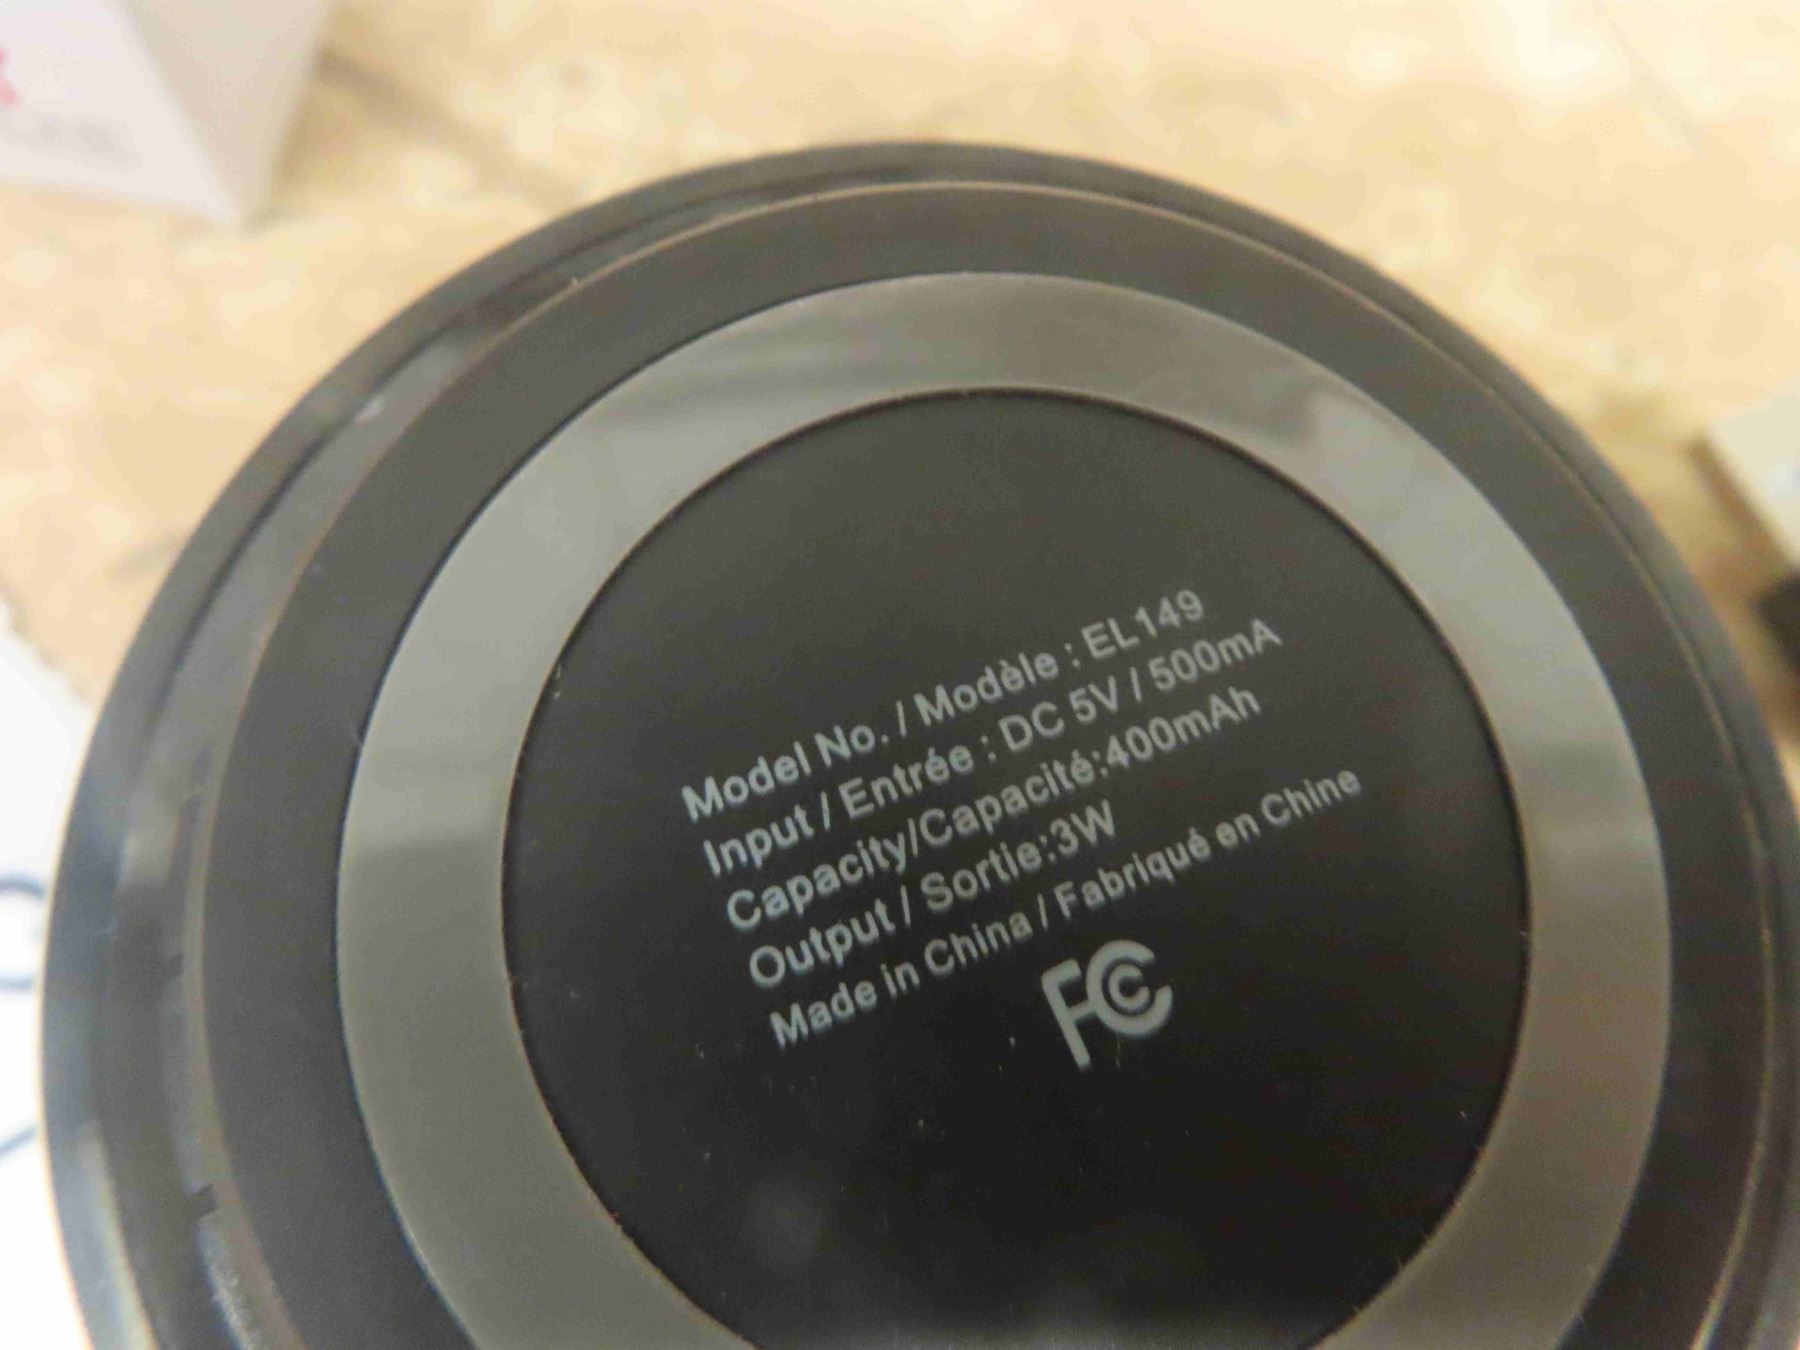 Model No. / Modèle : EL149
Input / Entrée : DC 5V / 500mA
Capacity/Capacité:400mAh
Output / Sortie:3W
Made in China / Fabriqué en Chine
FCC